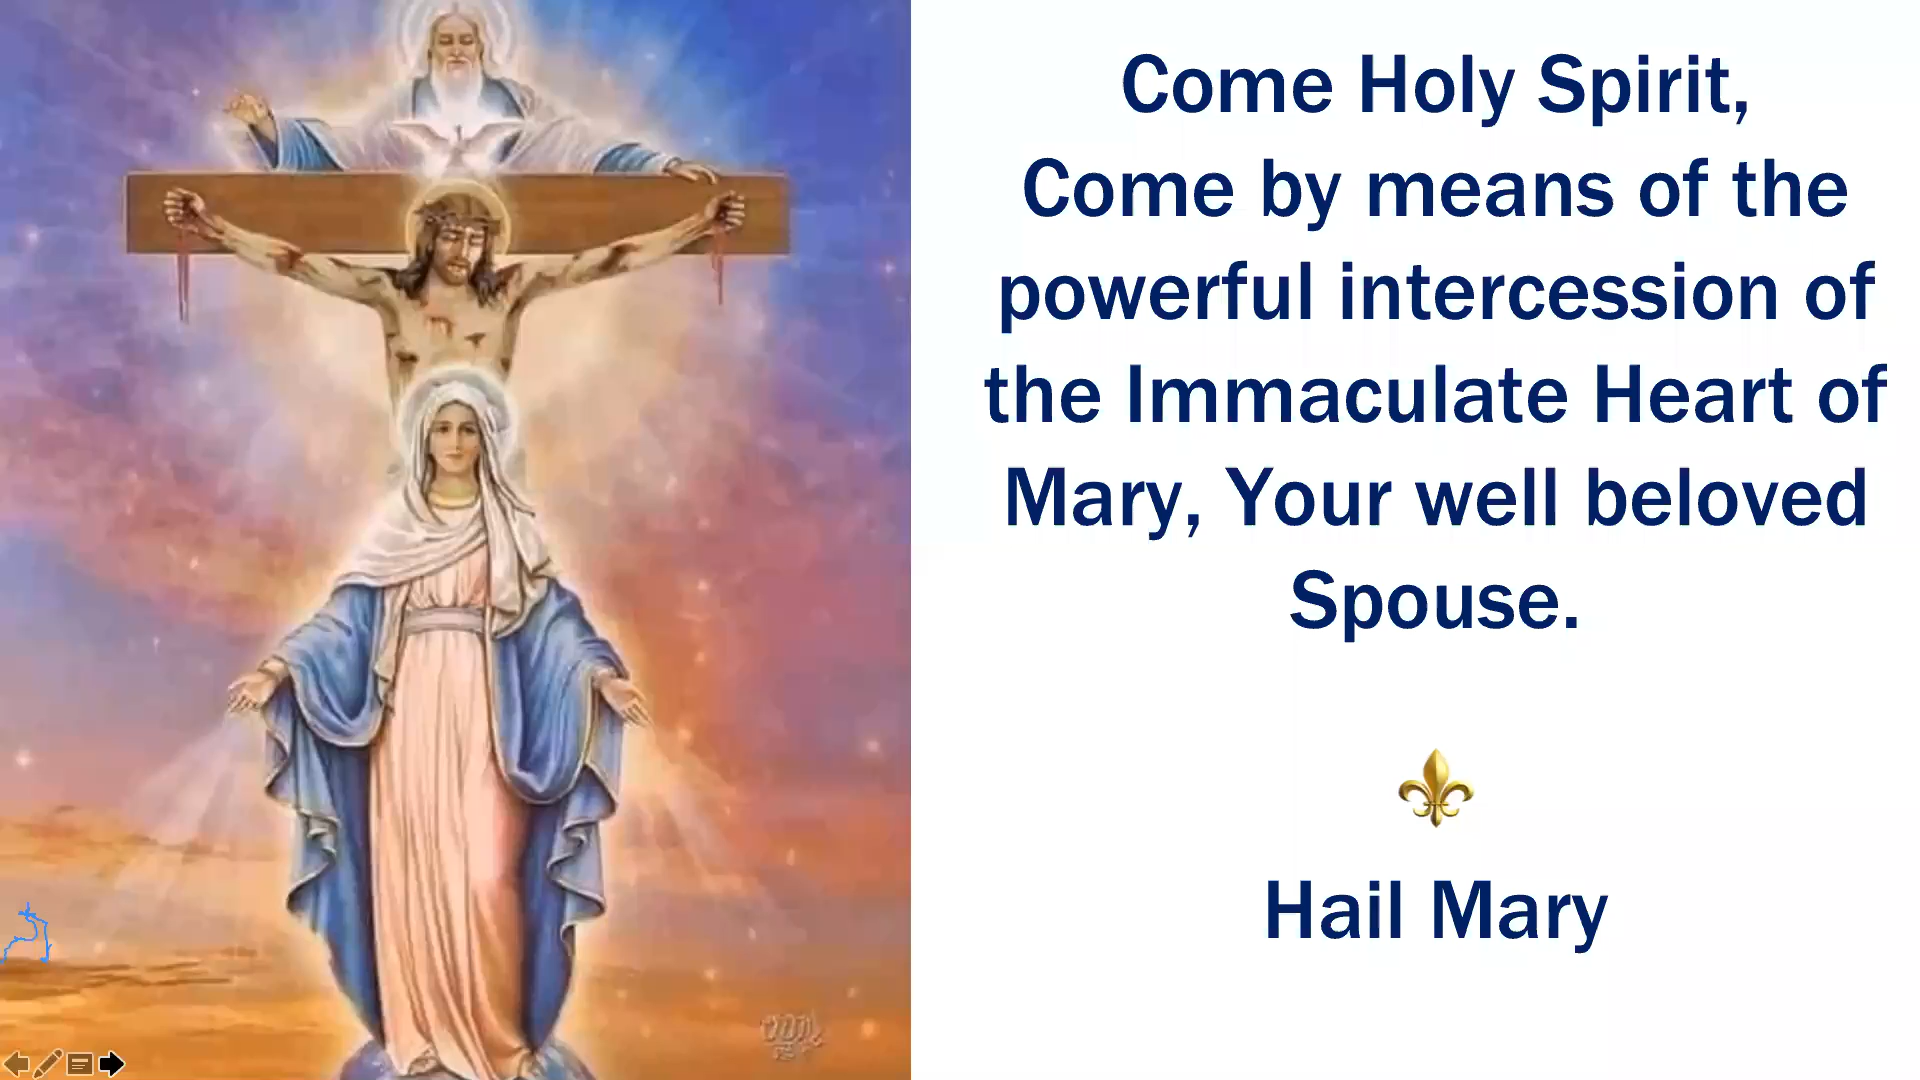 Come Holy Spirit,
Come by means of the
powerful intercession of
the Immaculate Heart of
Mary, Your well beloved
Spouse.
Hail Mary